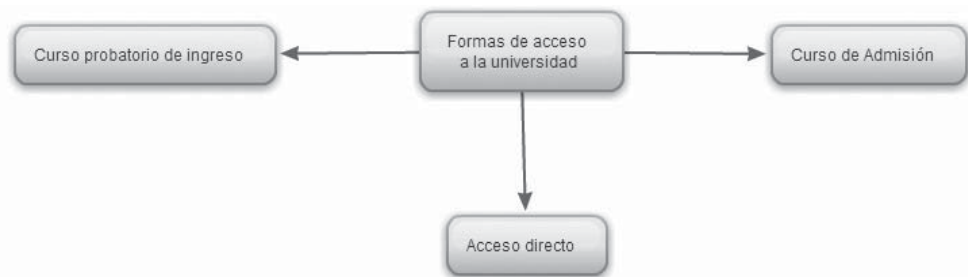 Formas de acceso
a la universidad
Curso probatorio de ingreso
Curso de Admisión
Acceso directo